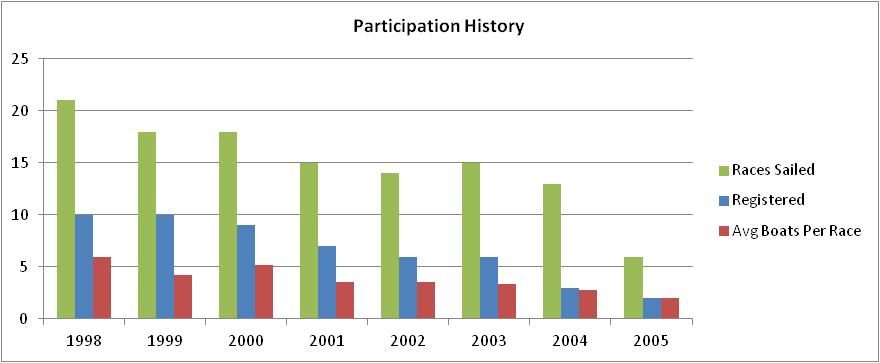 Participation History
25
20
15
10
5
0
1998 1999 2000 2001 2002 2003 2004 2005
Races Sailed
Registered
Avg Boats Per Race